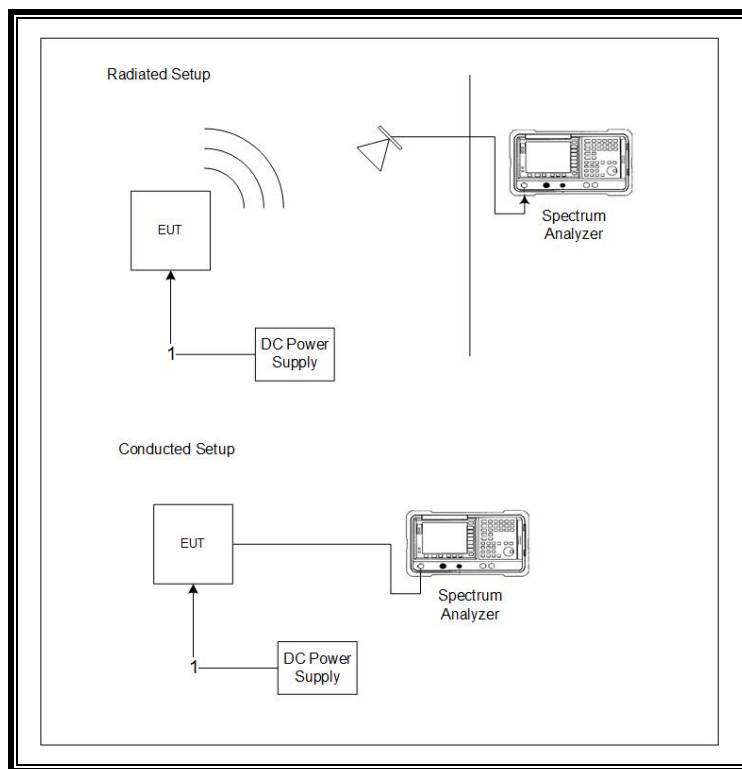 Radiated Setup
EUT
Spectrum
Analyzer
1
DC Power
Supply
Conducted Setup
EUT
Spectrum
Analyzer
1
DC Power
Supply